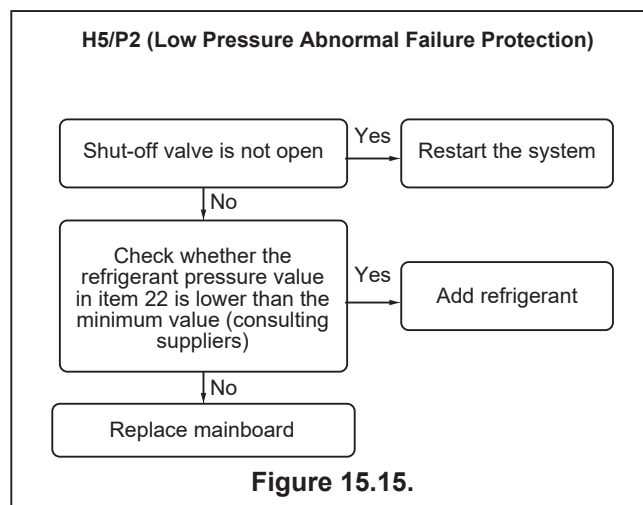 H5/P2 (Low Pressure Abnormal Failure Protection)
Shut-off valve is not open
Yes
Restart the system
No
Check whether the
refrigerant pressure value
in item 22 is lower than the
minimum value (consulting
suppliers)
Yes
Add refrigerant
No
Replace mainboard
Figure 15.15.